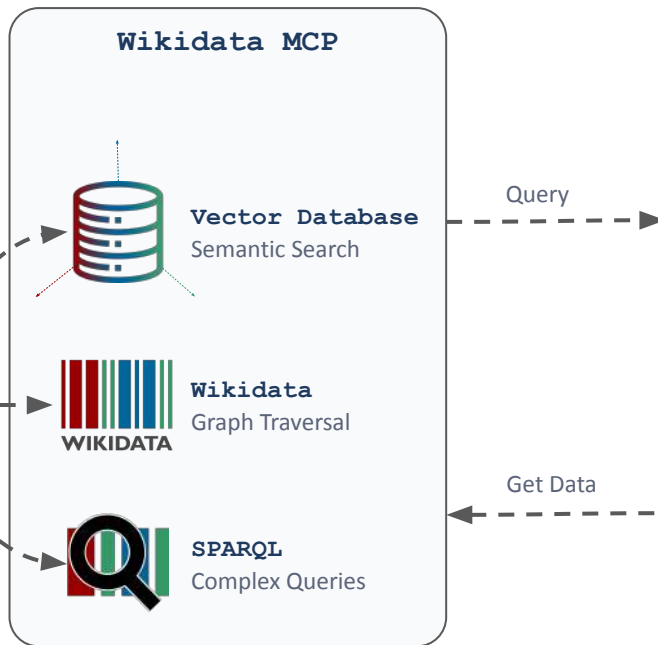 Wikidata MCP
Vector Database
Semantic Search
Query
Wikidata
Graph Traversal
WIKIDATA
Get Data
SPARQL
Complex Queries